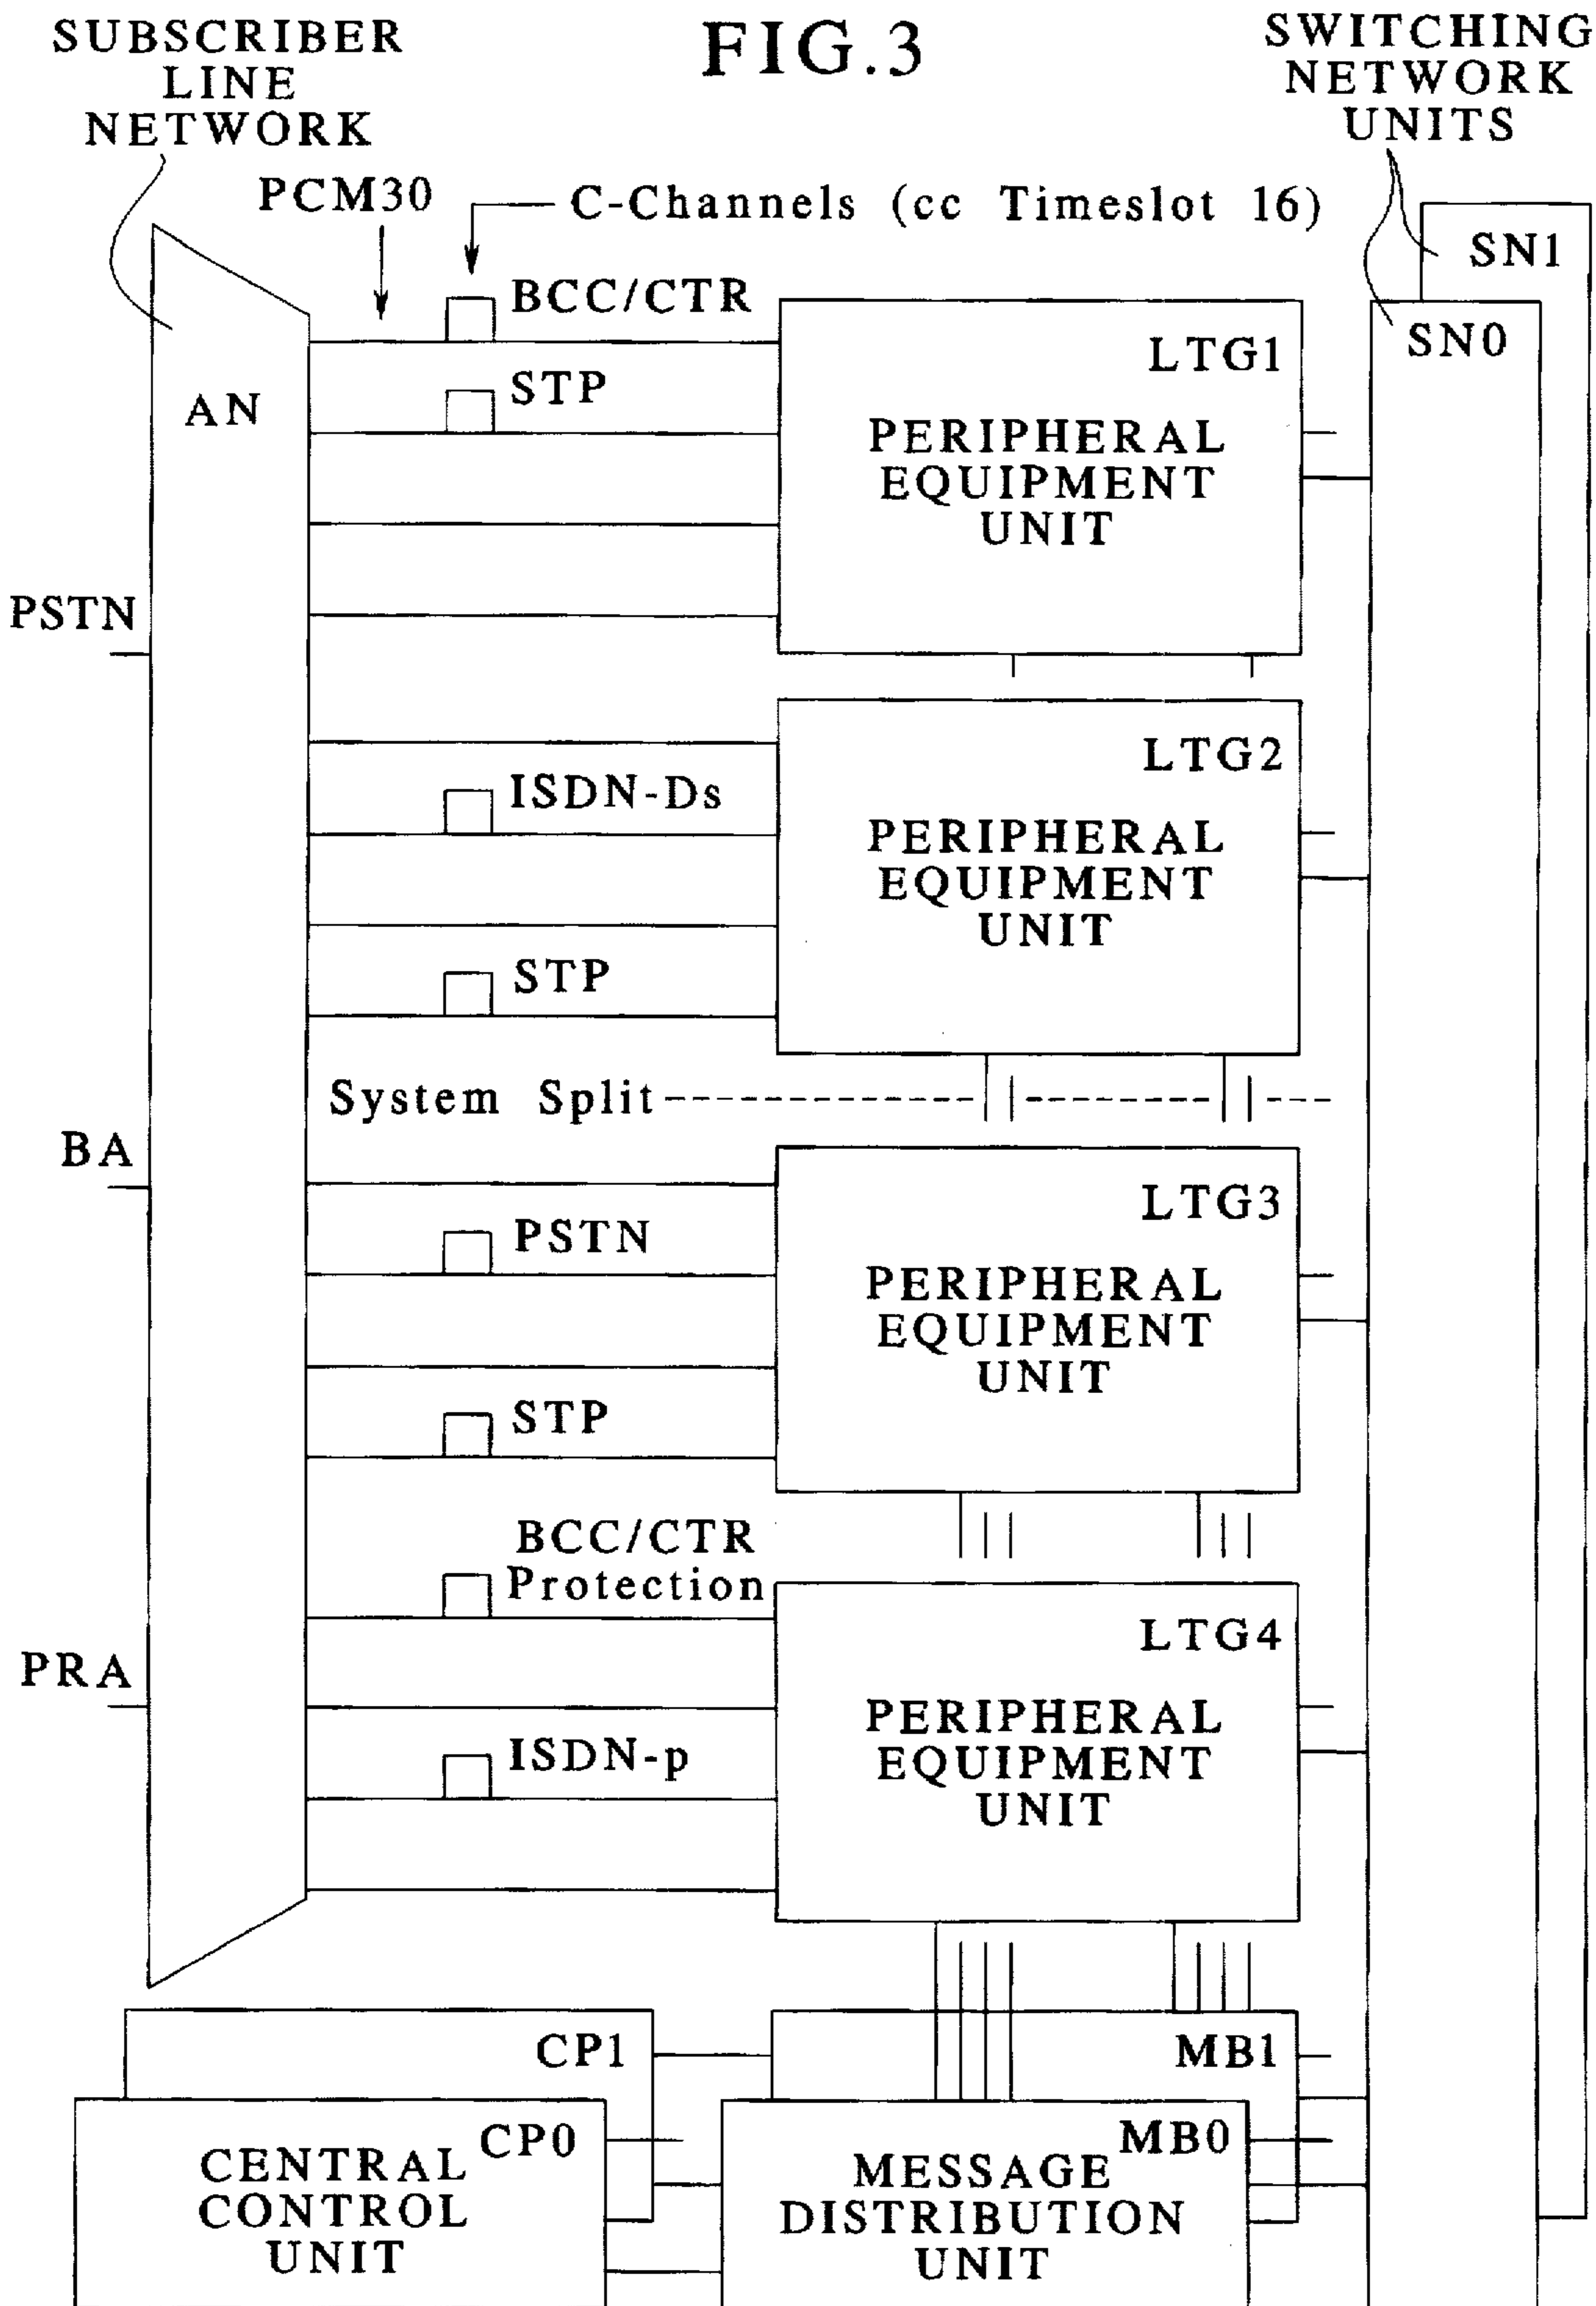 FIG.3
SUBSCRIBER
LINE
NETWORK
SWITCHING
NETWORK
UNITS
PCM30
C-Channels (cc Timeslot 16)
SN1
SN0
AN
BCC/CTR
STP
LTG1
PERIPHERAL
EQUIPMENT
UNIT
PSTN
LTG2
ISDN-Ds
PERIPHERAL
EQUIPMENT
UNIT
STP
System Split
BA
LTG3
PSTN
PERIPHERAL
EQUIPMENT
UNIT
STP
BCC/CTR
Protection
LTG4
PRA
PERIPHERAL
EQUIPMENT
UNIT
ISDN-p
CP1
MB1
CP0
CENTRAL
CONTROL
UNIT
MB0
MESSAGE
DISTRIBUTION
UNIT